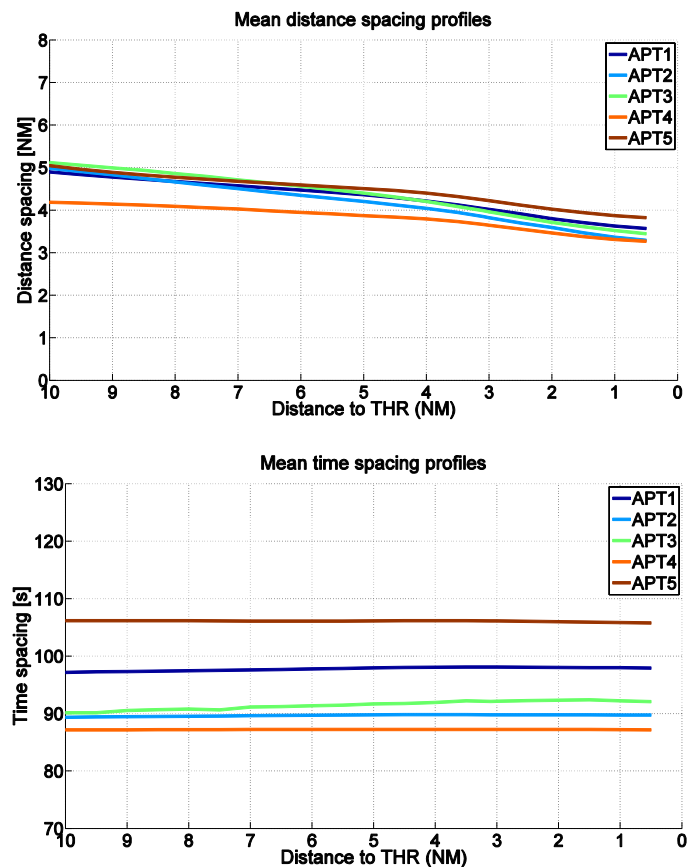 Mean distance spacing profiles
8
7
6
5
4
3
2
1
0
Distance spacing [NM]
APT1
APT2
APT3
APT4
APT5
10 9 8 7 6 5 4 3 2 1 0
Distance to THR (NM)
Mean time spacing profiles
130
120
110
100
90
80
70
Time spacing [s]
APT1
APT2
APT3
APT4
APT5
10 9 8 7 6 5 4 3 2 1 0
Distance to THR (NM)